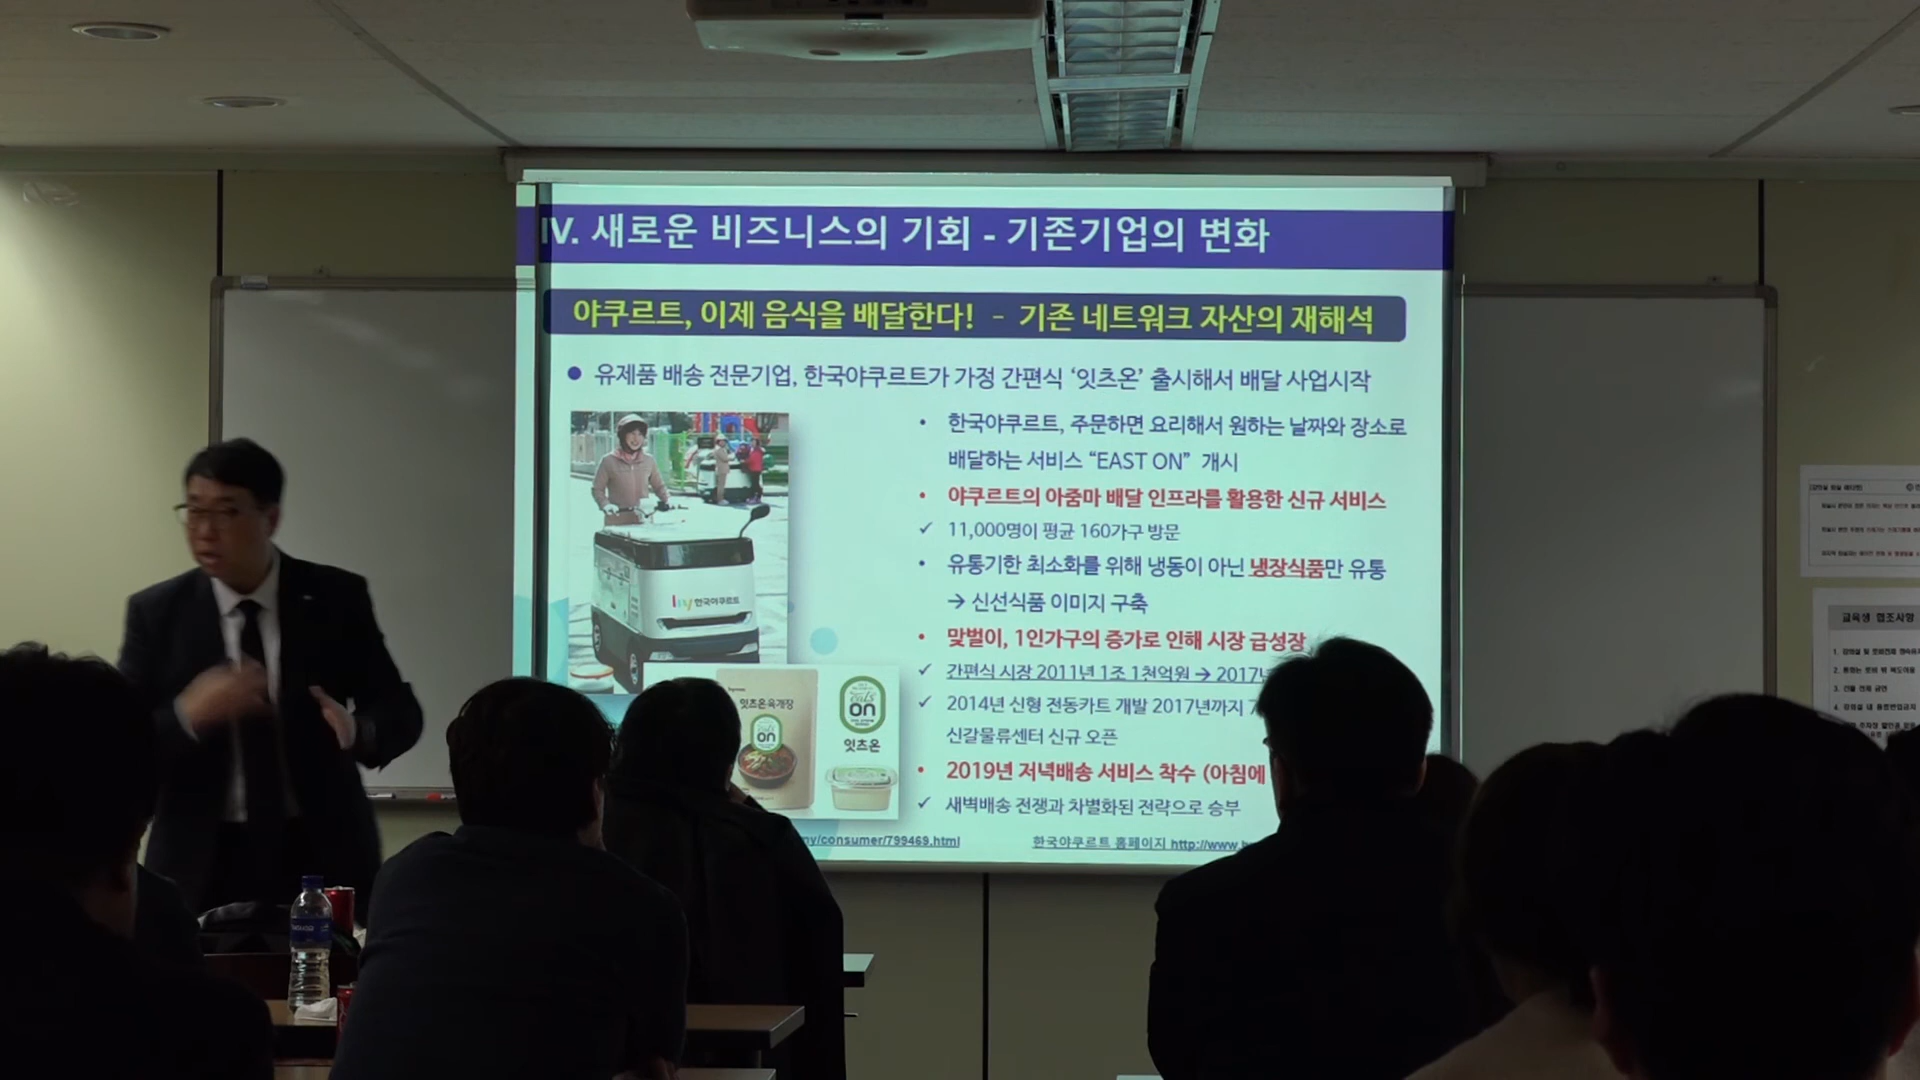 IV. 새로운 비즈니스의 기회 - 기존기업의 변화
야쿠르트, 이제 음식을 배달한다! - 기존 네트워크 자산의 재해석
● 유제품 배송 전문기업, 한국야쿠르트가 가정 간편식 ‘잇츠온’ 출시해서 배달 사업시작
• 한국야쿠르트, 주문하면 요리해서 원하는 날짜와 장소로
배달하는 서비스 “EAST ON” 개시
• 야쿠르트의 아줌마 배달 인프라를 활용한 신규 서비스
✓ 11,000명이 평균 160가구 방문
• 유통기한 최소화를 위해 냉동이 아닌 냉장식품만 유통
→ 신선식품 이미지 구축
• 맞벌이, 1인가구의 증가로 인해 시장 급성장
✓ 간편식 시장 2011년 1조 1천억원 → 2017년
✓ 2014년 신형 전동카트 개발 2017년까지
신갈물류센터 신규 오픈
• 2019년 저녁배송 서비스 착수 (아침에
✓ 새벽배송 전쟁과 차별화된 전략으로 승부
hy 한국야쿠르트
잇츠온 육개장
on
eats
on
잇츠온
ny/consumer/799469.html
한국야쿠르트 홈페이지 http://www.
교육생 협조사항